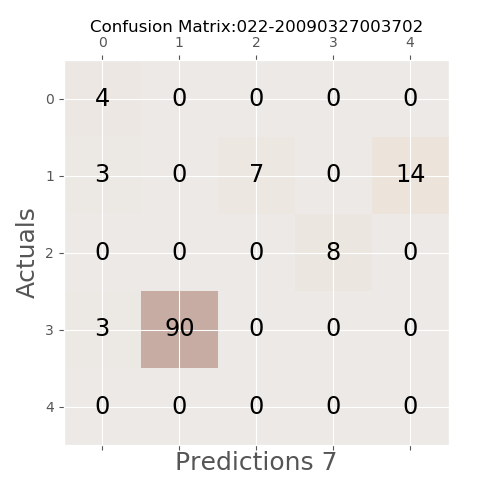 Confusion Matrix:022-20090327003702
0 1 2 3 4
0 4 0 0 0 0
1 3 0 7 0 14
2 0 0 0 8 0
3 3 90 0 0 0
4 0 0 0 0 0
Actuals
Predictions 7